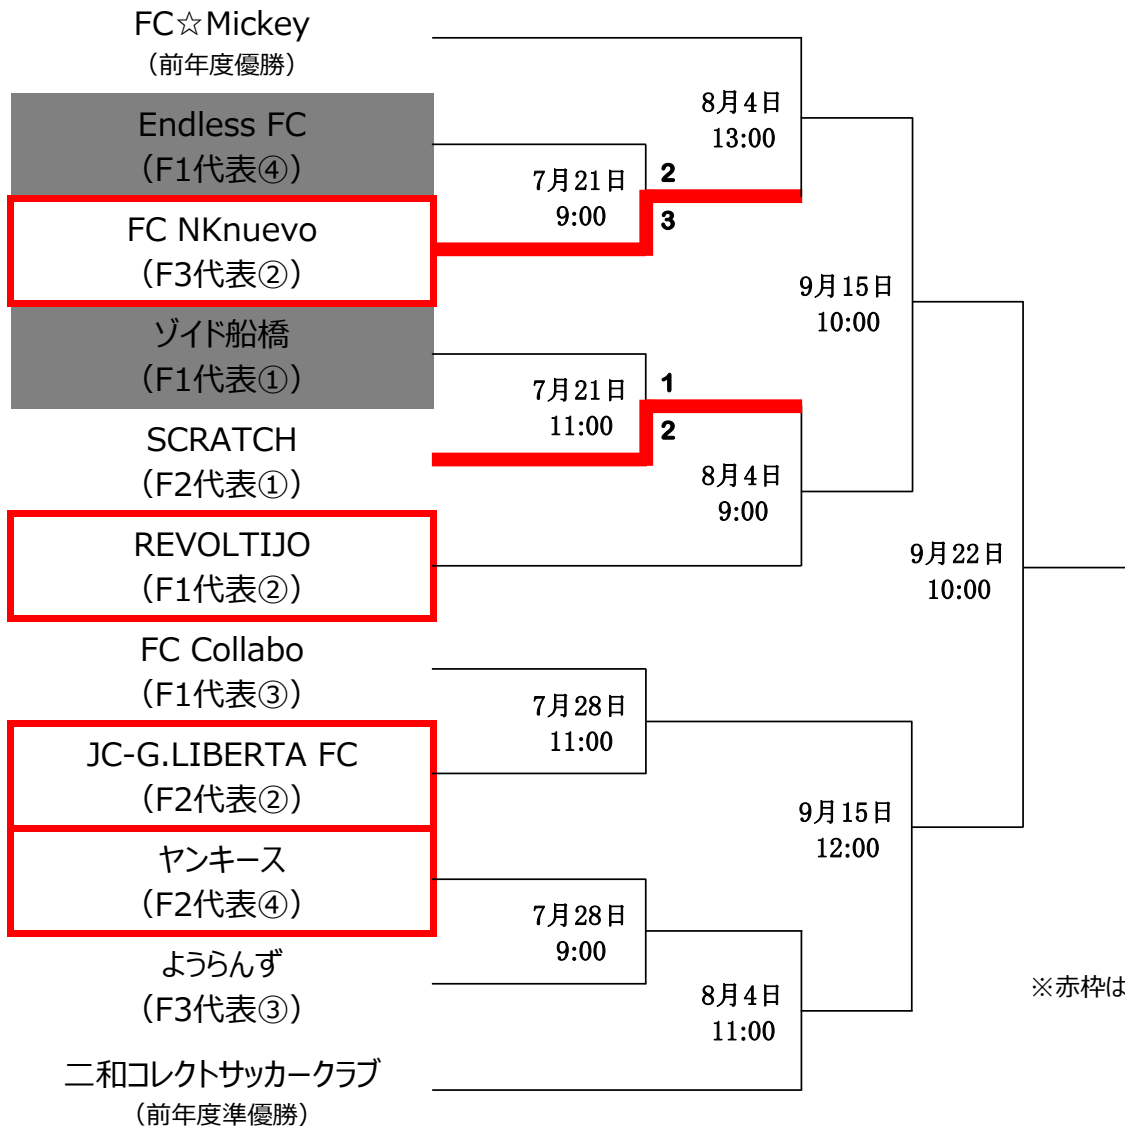 FC☆Mickey
（前年度優勝）
Endless FC
（F1代表④）
FC NKnuevo
（F3代表②）
ゾイド船橋
（F1代表①）
SCRATCH
（F2代表①）
REVOLTIJO
（F1代表②）
FC Collabo
（F1代表③）
JC-G.LIBERTA FC
（F2代表②）
ヤンキース
（F2代表④）
ようらんず
（F3代表③）
二和コレクトサッカークラブ
（前年度準優勝）
7月21日
9:00
2
3
7月21日
11:00
1
2
7月28日
11:00
7月28日
9:00
8月4日
13:00
8月4日
9:00
8月4日
11:00
9月15日
10:00
9月15日
12:00
9月22日
10:00
※赤枠は